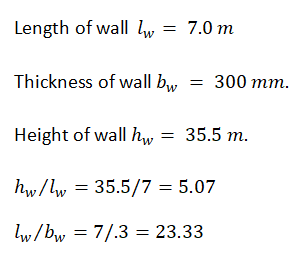 Length of wall l_w = 7.0 m
Thickness of wall b_w = 300 mm.
Height of wall h_w = 35.5 m.
h_w/l_w = 35.5/7 = 5.07
l_w/b_w = 7/.3 = 23.33